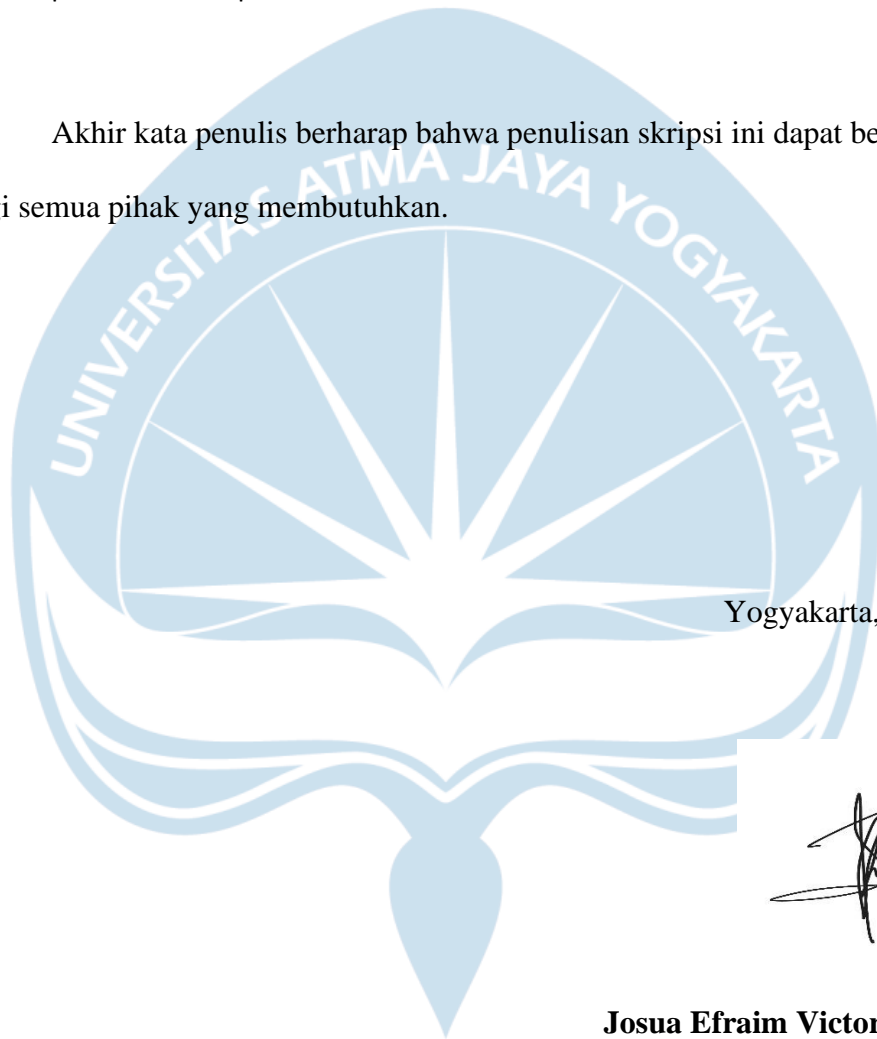 Akhir kata penulis berharap bahwa penulisan skripsi ini dapat be
i semua pihak yang membutuhkan.
UNIVERSITAS ATMA JAYA YOGYAKARTA
Yogyakarta,
Josua Efraim Victor